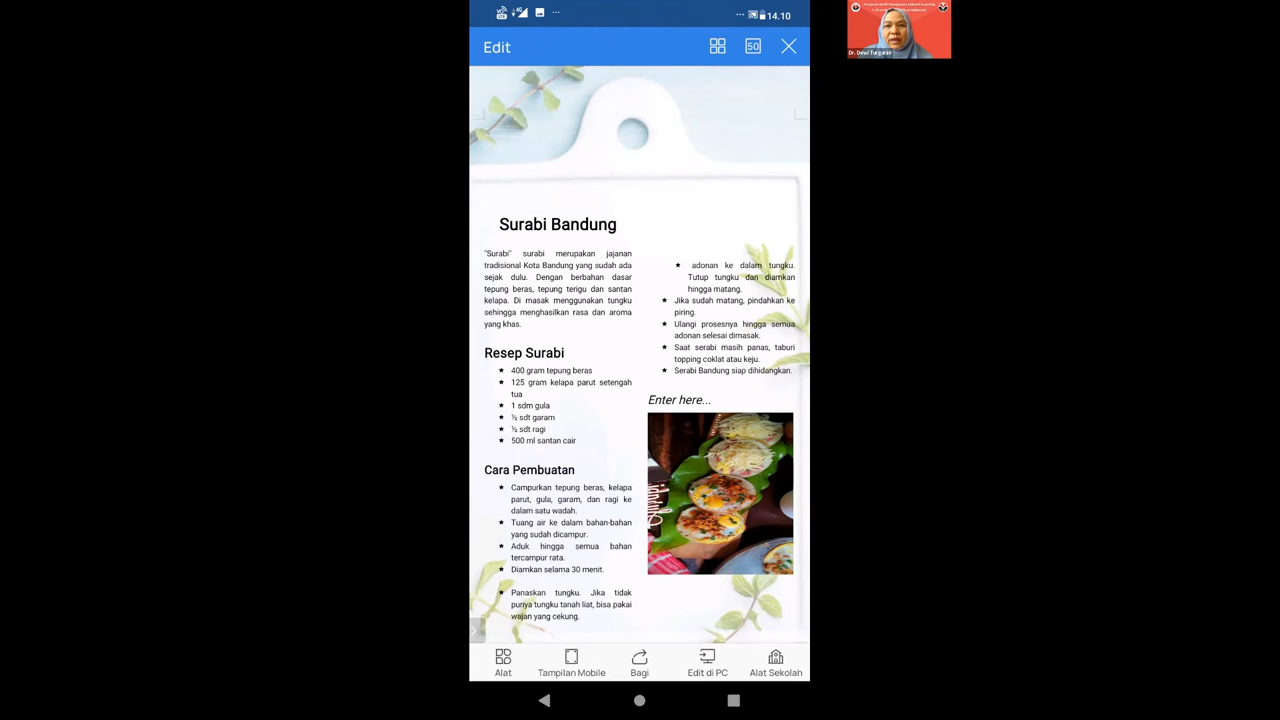 14.10
Edit
50
Surabi Bandung
"Surabi" surabi merupakan jajanan
tradisional Kota Bandung yang sudah ada
sejak dulu. Dengan berbahan dasar
tepung beras, tepung terigu dan santan
kelapa. Di masak menggunakan tungku
sehingga menghasilkan rasa dan aroma
yang khas.
Resep Surabi
★ 400 gram tepung beras
★ 125 gram kelapa parut setengah
tua
★ 1 sdm gula
★ ½ sdt garam
★ ½ sdt ragi
★ 500 ml santan cair
Cara Pembuatan
★ Campurkan tepung beras, kelapa
parut, gula, garam, dan ragi ke
dalam satu wadah.
★ Tuang air ke dalam bahan-bahan
yang sudah dicampur.
★ Aduk hingga semua bahan
tercampur rata.
★ Diamkan selama 30 menit.
★ Panaskan tungku. Jika tidak
punya tungku tanah liat, bisa pakai
wajan yang cekung.
★ adonan ke dalam tungku.
Tutup tungku dan diamkan
hingga matang.
★ Jika sudah matang, pindahkan ke
piring.
★ Ulangi prosesnya hingga semua
adonan selesai dimasak.
★ Saat serabi masih panas, taburi
topping coklat atau keju.
★ Serabi Bandung siap dihidangkan.
Enter here...
Alat
Tampilan Mobile
Bagi
Edit di PC
Alat Sekolah
Dr. Dewi Turgarini